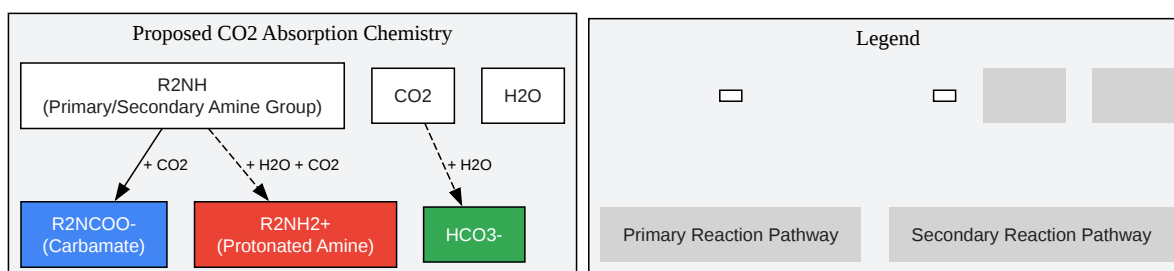 Proposed CO2 Absorption Chemistry
R2NH
(Primary/Secondary Amine Group)
CO2
H2O
+ CO2
+ H2O + CO2
+ H2O
R2NCOO-
(Carbamate)
R2NH2+
(Protonated Amine)
HCO3-
Legend
Primary Reaction Pathway
Secondary Reaction Pathway